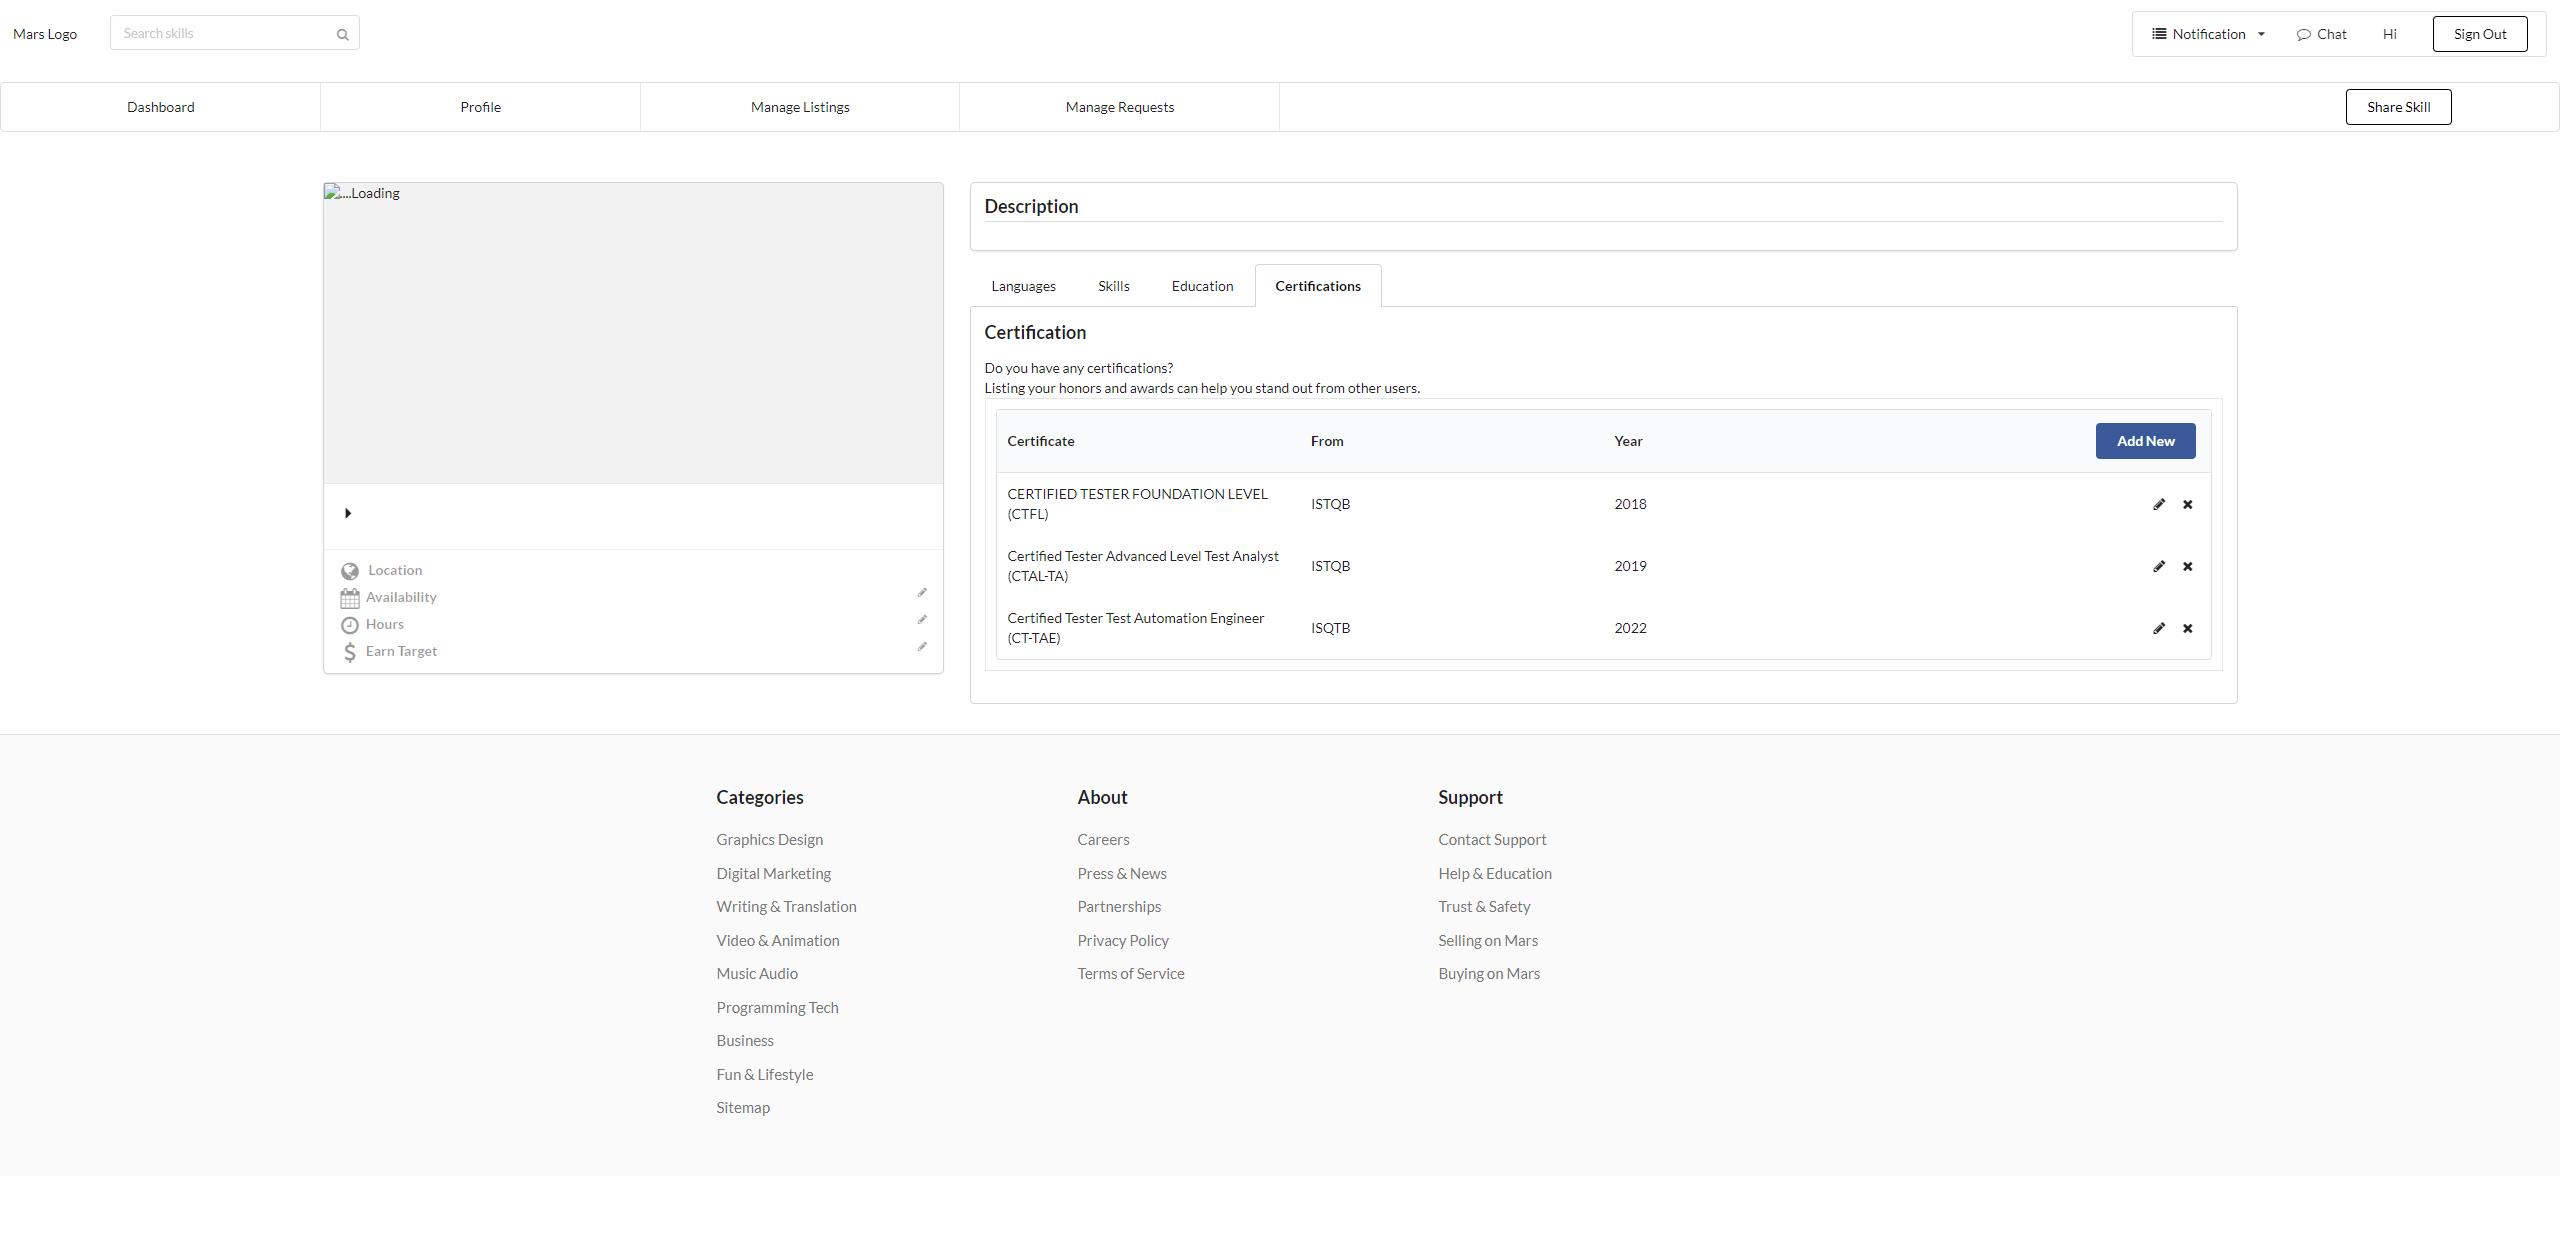 Mars Logo
Search skills
Notification
Chat
Hi
Sign Out
Dashboard
Profile
Manage Listings
Manage Requests
Share Skill
....Loading
Location
Availability
Hours
Earn Target
Description
Languages
Skills
Education
Certifications
Certification
Do you have any certifications?
Listing your honors and awards can help you stand out from other users.
Certificate From Year Add New
CERTIFIED TESTER FOUNDATION LEVEL
(CTFL)
ISTQB
2018
Certified Tester Advanced Level Test Analyst
(CTAL-TA)
ISTQB
2019
Certified Tester Test Automation Engineer
(CT-TAE)
ISQTB
2022
Categories
Graphics Design
Digital Marketing
Writing & Translation
Video & Animation
Music Audio
Programming Tech
Business
Fun & Lifestyle
Sitemap
About
Careers
Press & News
Partnerships
Privacy Policy
Terms of Service
Support
Contact Support
Help & Education
Trust & Safety
Selling on Mars
Buying on Mars